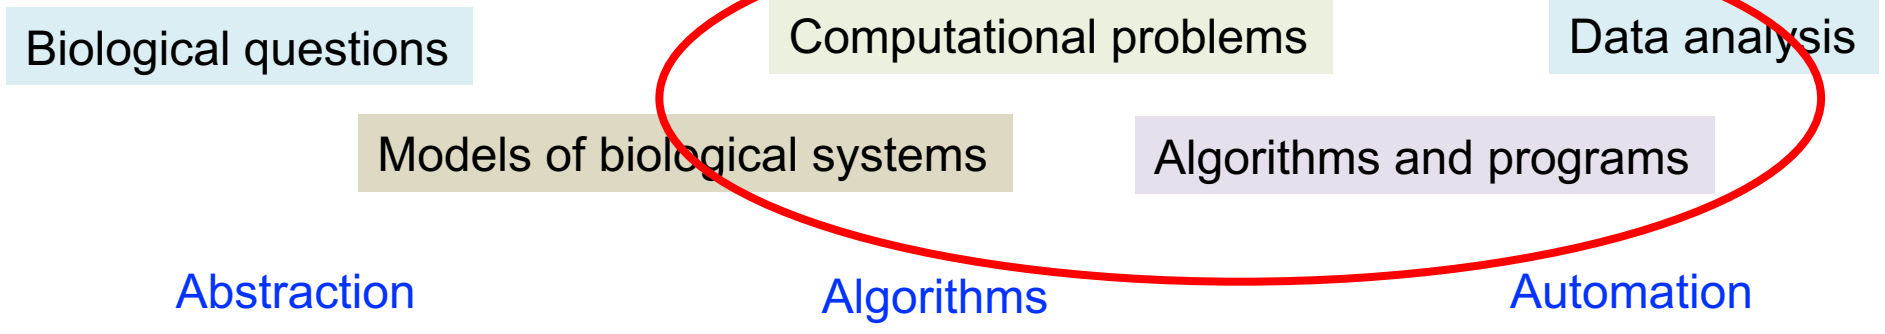 Biological questions
Computational problems
Data analysis
Models of biological systems
Algorithms and programs
Abstraction
Algorithms
Automation